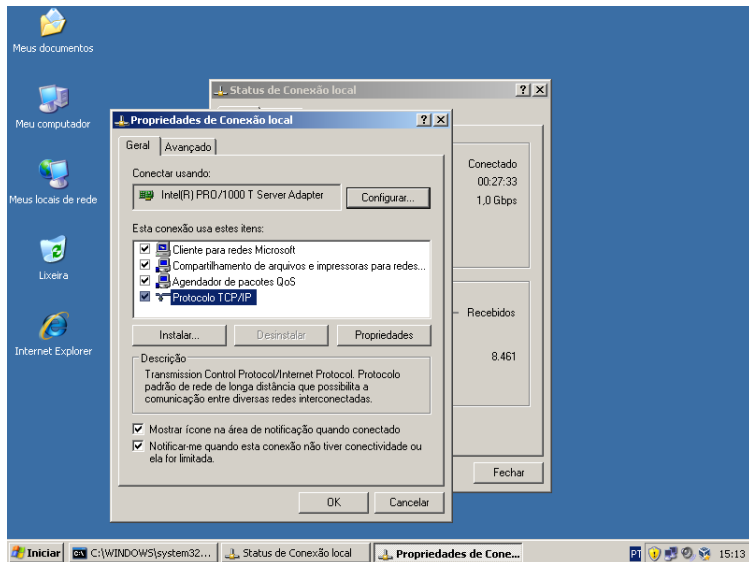 Meus documentos
Meu computador
Meus locais de rede
Lixeira
Internet Explorer
Status de Conexão local
Conectado
00:27:33
1,0 Gbps
Recebidos
8.461
Fechar
Propriedades de Conexão local
Geral
Avançado
Conectar usando:
Intel(R) PRO/1000 T Server Adapter
Configurar...
Esta conexão usa estes itens:
Cliente para redes Microsoft
Compartilhamento de arquivos e impressoras para redes...
Agendador de pacotes QoS
Protocolo TCP/IP
Instalar...
Desinstalar
Propriedades
Descrição
Transmission Control Protocol/Internet Protocol. Protocolo
padrão de rede de longa distância que possibilita a
comunicação entre diversas redes interconectadas.
Mostrar ícone na área de notificação quando conectado
Notificar-me quando esta conexão não tiver conectividade ou
ela for limitada.
OK
Cancelar
Iniciar
C:\WINDOWS\system32...
Status de Conexão local
Propriedades de Cone...
PT
15:13